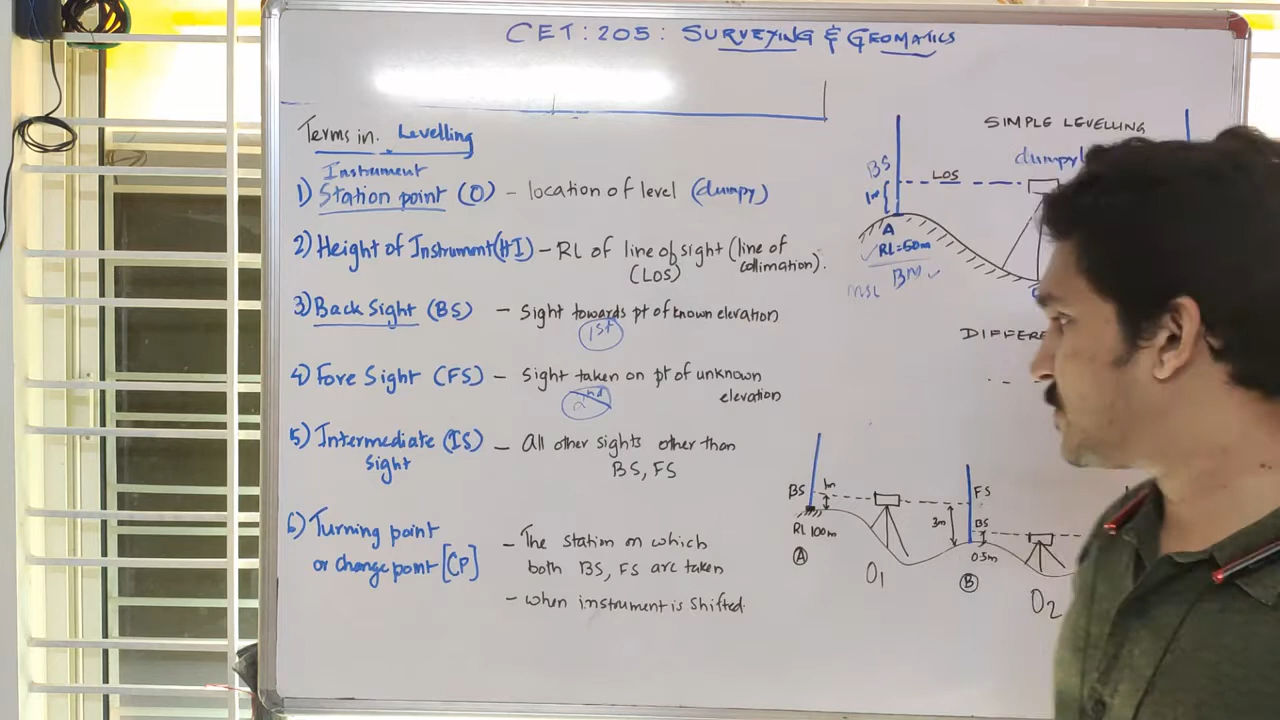 CET: 205: SURVEYING & GEOMATICS
Terms in Levelling
Instrument
1) Station point (O) - location of level (dumpy)
2) Height of Instrument (HI) - RL of line of sight (line of
(LOS) collimation).
3) Back Sight (BS) - Sight towards pt of known elevation
1st
4) Fore Sight (FS) - Sight taken on pt of unknown
2nd elevation
5) Intermediate (IS) - All other sights other than
Sight BS, FS
6) Turning point - The station on which
or change point [CP] both BS, FS are taken
- when instrument is shifted.
SIMPLE LEVELLING
dumpy
BS
LOS
1m
A
RL=50m
BM
MSL
DIFFERE
BS 1m FS
3m BS
RL 100m 0.5m
A O1 B O2